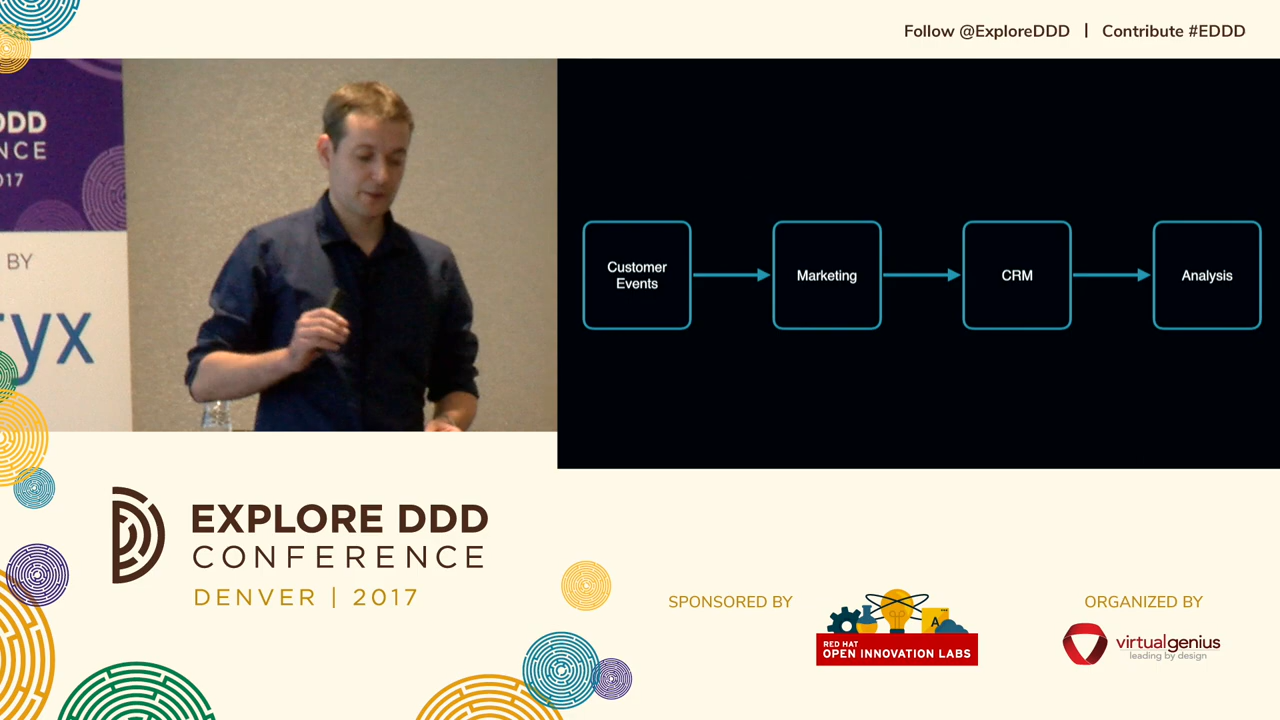 Follow @ExploreDDD | Contribute #EDDD
DDD
NCE
017
BY
yx
Customer
Events
Marketing
CRM
Analysis
EXPLORE DDD
CONFERENCE
DENVER | 2017
SPONSORED BY
A
RED HAT
OPEN INNOVATION LABS
ORGANIZED BY
virtualgenius
leading by design